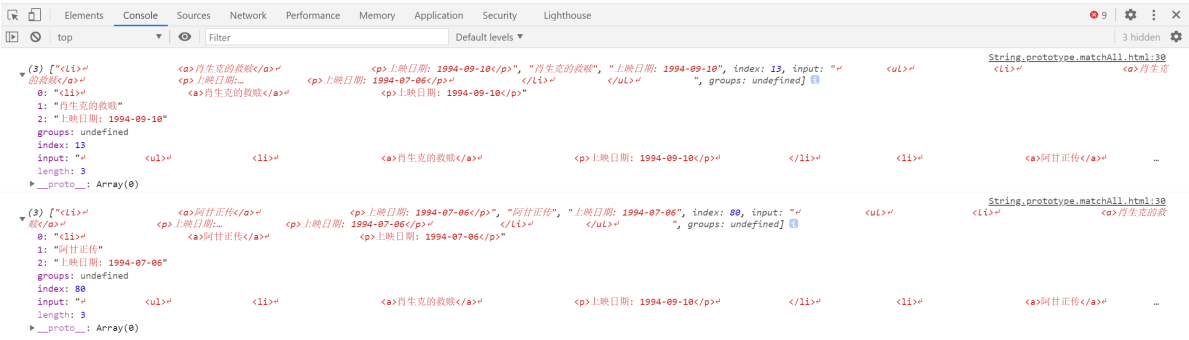 Elements Console Sources Network Performance Memory Application Security Lighthouse 9
top Filter Default levels ▼ 3 hidden
String.prototype.matchAll.html:30
(3) ["<li>↵ <a>肖生克的救赎</a>↵ <p>上映日期: 1994-09-10</p>", "肖生克的救赎", "上映日期: 1994-09-10", index: 13, input: "↵ <ul>↵ <li>↵ <a>肖生克
的救赎</a>↵ <p>上映日期:… <p>上映日期: 1994-07-06</p>↵ </li>↵ </ul>↵ ", groups: undefined]
0: "<li>↵ <a>肖生克的救赎</a>↵ <p>上映日期: 1994-09-10</p>"
1: "肖生克的救赎"
2: "上映日期: 1994-09-10"
groups: undefined
index: 13
input: "↵ <ul>↵ <li>↵ <a>肖生克的救赎</a>↵ <p>上映日期: 1994-09-10</p>↵ </li>↵ <li>↵ <a>阿甘正传</a>↵ …
length: 3
▶ __proto__: Array(0)
String.prototype.matchAll.html:30
(3) ["<li>↵ <a>阿甘正传</a>↵ <p>上映日期: 1994-07-06</p>", "阿甘正传", "上映日期: 1994-07-06", index: 80, input: "↵ <ul>↵ <li>↵ <a>肖生克的救
赎</a>↵ <p>上映日期:… <p>上映日期: 1994-07-06</p>↵ </li>↵ </ul>↵ ", groups: undefined]
0: "<li>↵ <a>阿甘正传</a>↵ <p>上映日期: 1994-07-06</p>"
1: "阿甘正传"
2: "上映日期: 1994-07-06"
groups: undefined
index: 80
input: "↵ <ul>↵ <li>↵ <a>肖生克的救赎</a>↵ <p>上映日期: 1994-09-10</p>↵ </li>↵ <li>↵ <a>阿甘正传</a>↵ …
length: 3
▶ __proto__: Array(0)